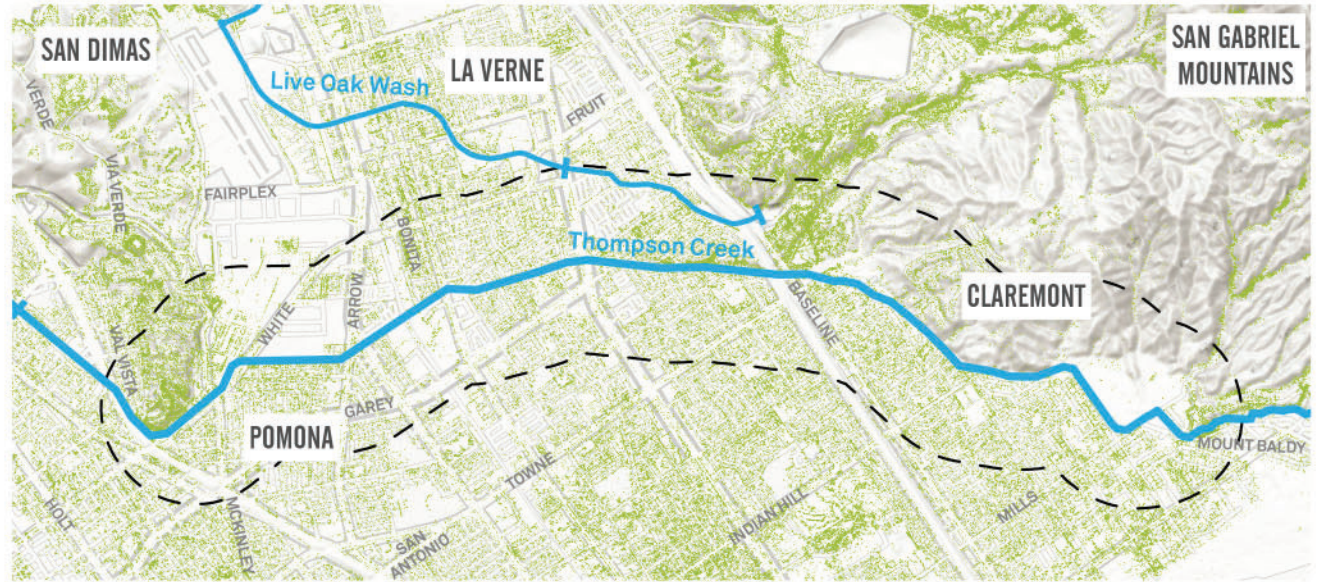 SAN DIMAS
LA VERNE
SAN GABRIEL
MOUNTAINS
Live Oak Wash
VERDE
FRUIT
VIA VERDE
FAIRPLEX
BONITA
Thompson Creek
ARROW
WHITE
BASELINE
CLAREMONT
VAL VISTA
GAREY
POMONA
MOUNT BALDY
TOWNE
HOLT
MCKINLEY
SAN
ANTONIO
INDIAN HILL
MILLS